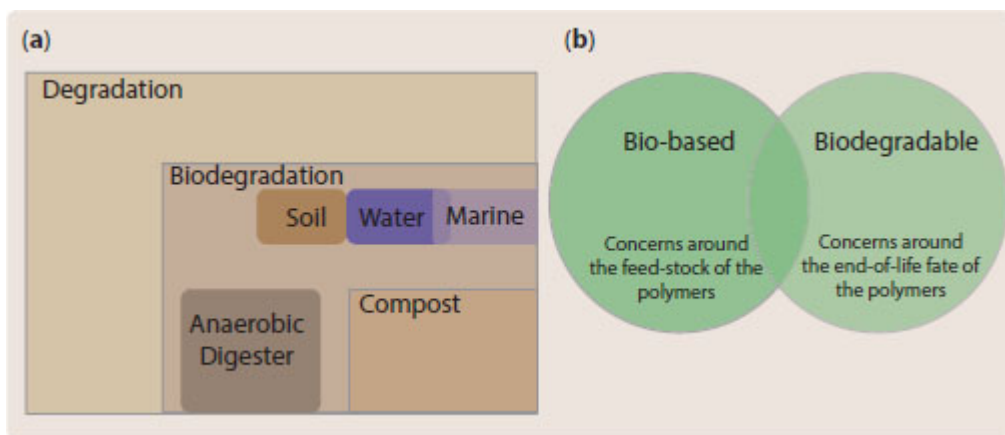 (a)
Degradation
Biodegradation
Soil
Water
Marine
Anaerobic
Digester
Compost
(b)
Bio-based
Concerns around
the feed-stock of the
polymers
Biodegradable
Concerns around
the end-of-life fate of
the polymers